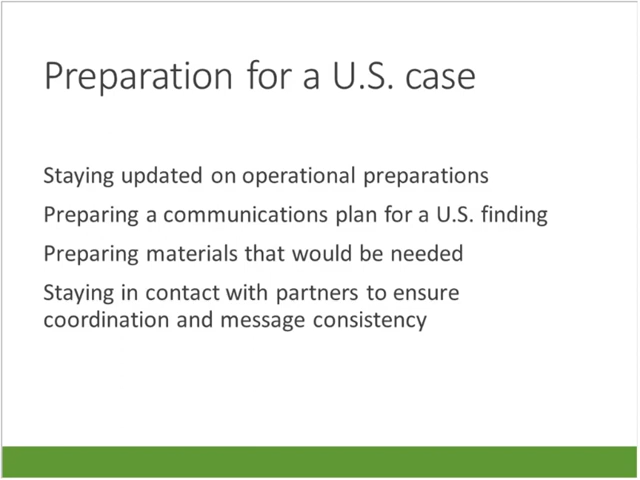 Preparation for a U.S. case
Staying updated on operational preparations
Preparing a communications plan for a U.S. finding
Preparing materials that would be needed
Staying in contact with partners to ensure
coordination and message consistency